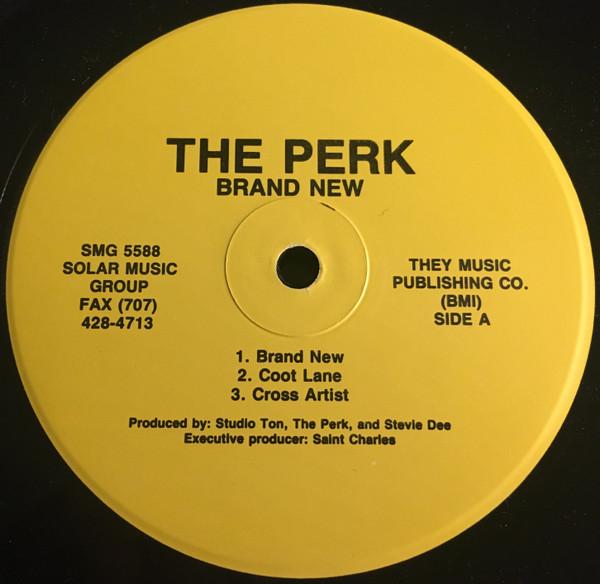 THE PERK
BRAND NEW
SMG 5588
SOLAR MUSIC
GROUP
FAX (707)
428-4713
THEY MUSIC
PUBLISHING CO.
(BMI)
SIDE A
1. Brand New
2. Coot Lane
3. Cross Artist
Produced by: Studio Ton, The Perk, and Stevie Dee
Executive producer: Saint Charles